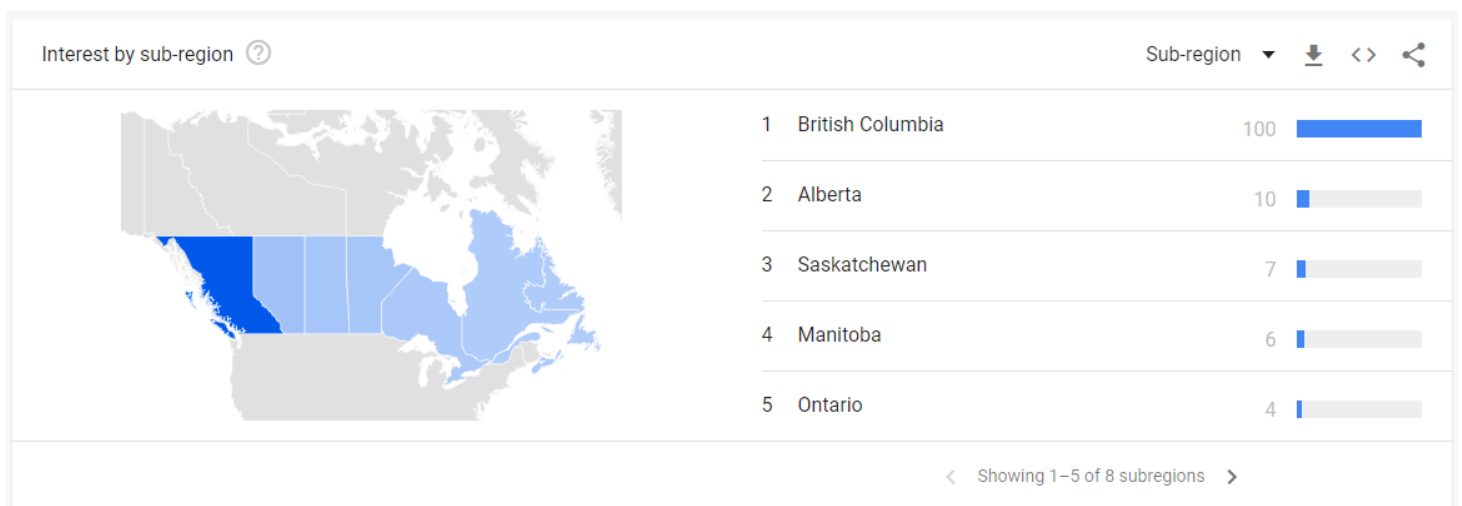 Interest by sub-region
Sub-region
1 British Columbia 100
2 Alberta 10
3 Saskatchewan 7
4 Manitoba 6
5 Ontario 4
Showing 1–5 of 8 subregions